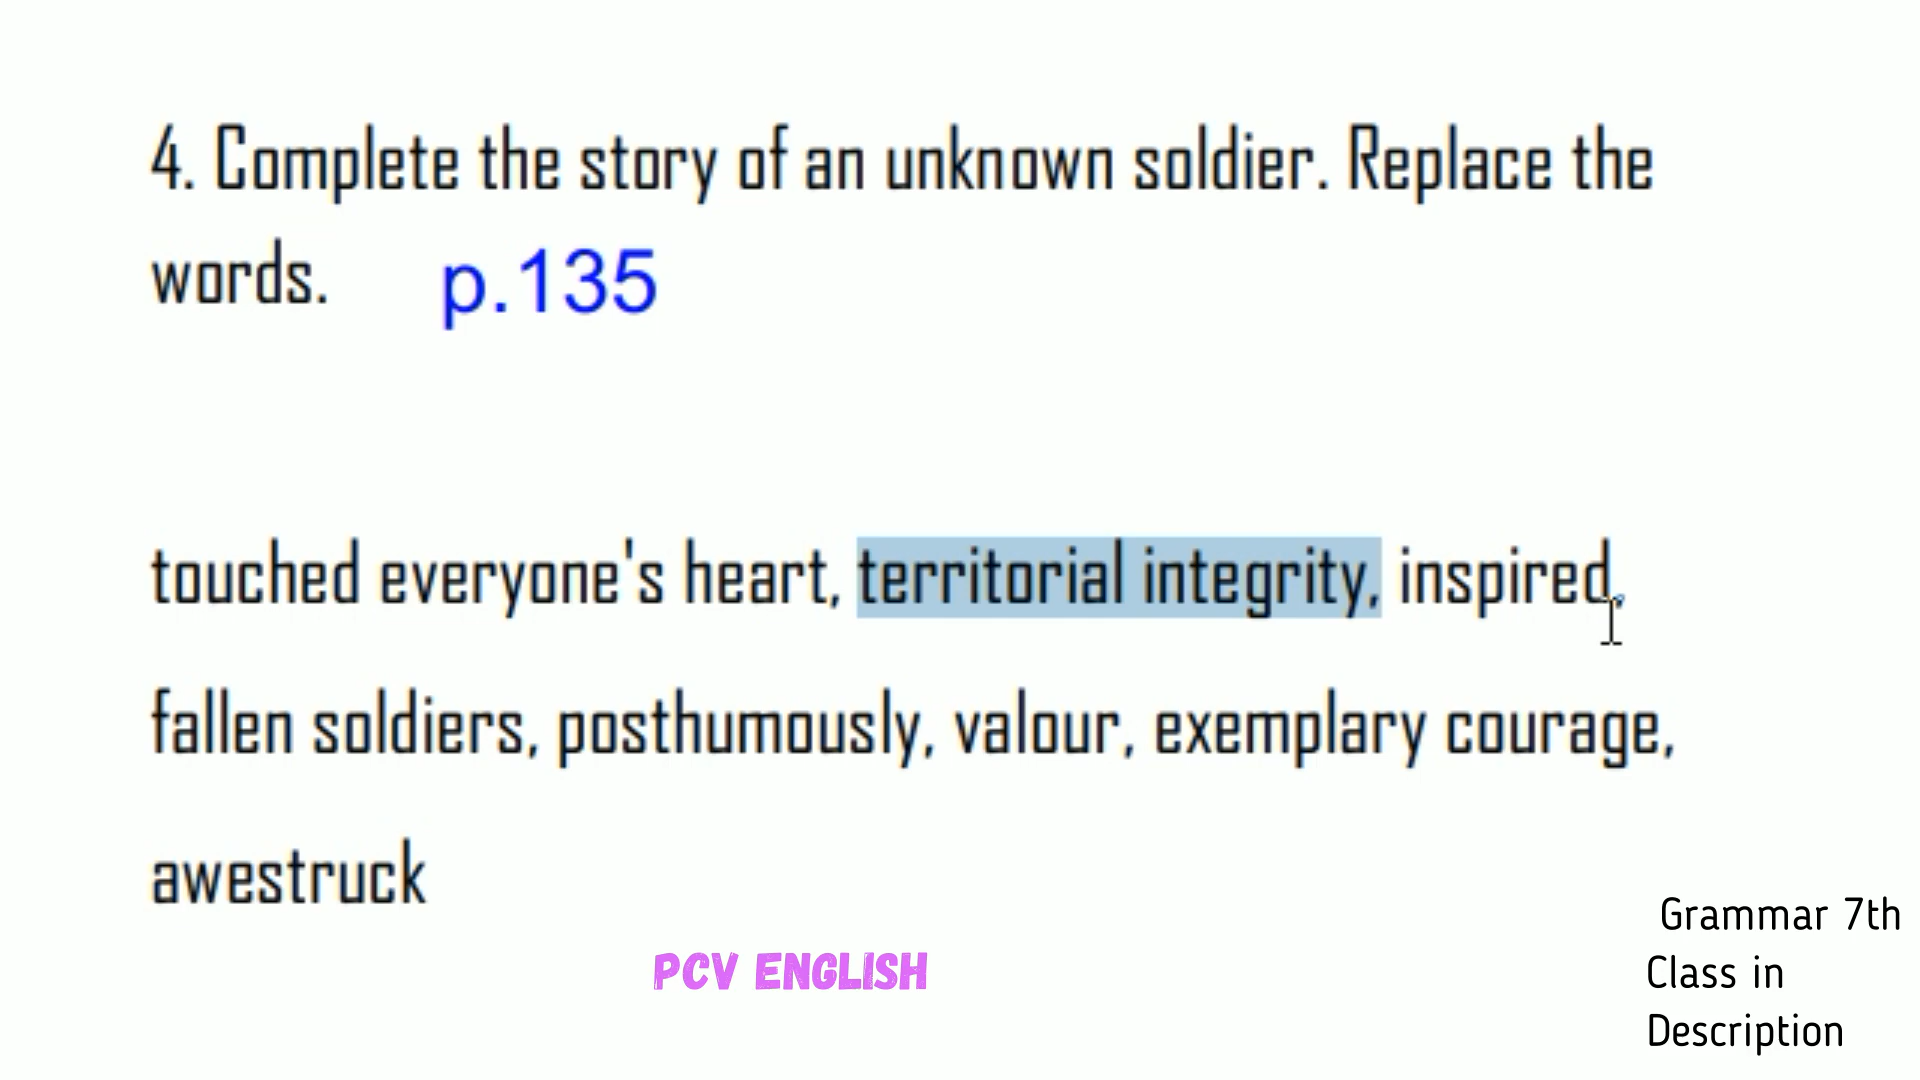 4. Complete the story of an unknown soldier. Replace the
words. p.135
touched everyone's heart, territorial integrity, inspired,
fallen soldiers, posthumously, valour, exemplary courage,
awestruck
PCV ENGLISH
Grammar 7th
Class in
Description